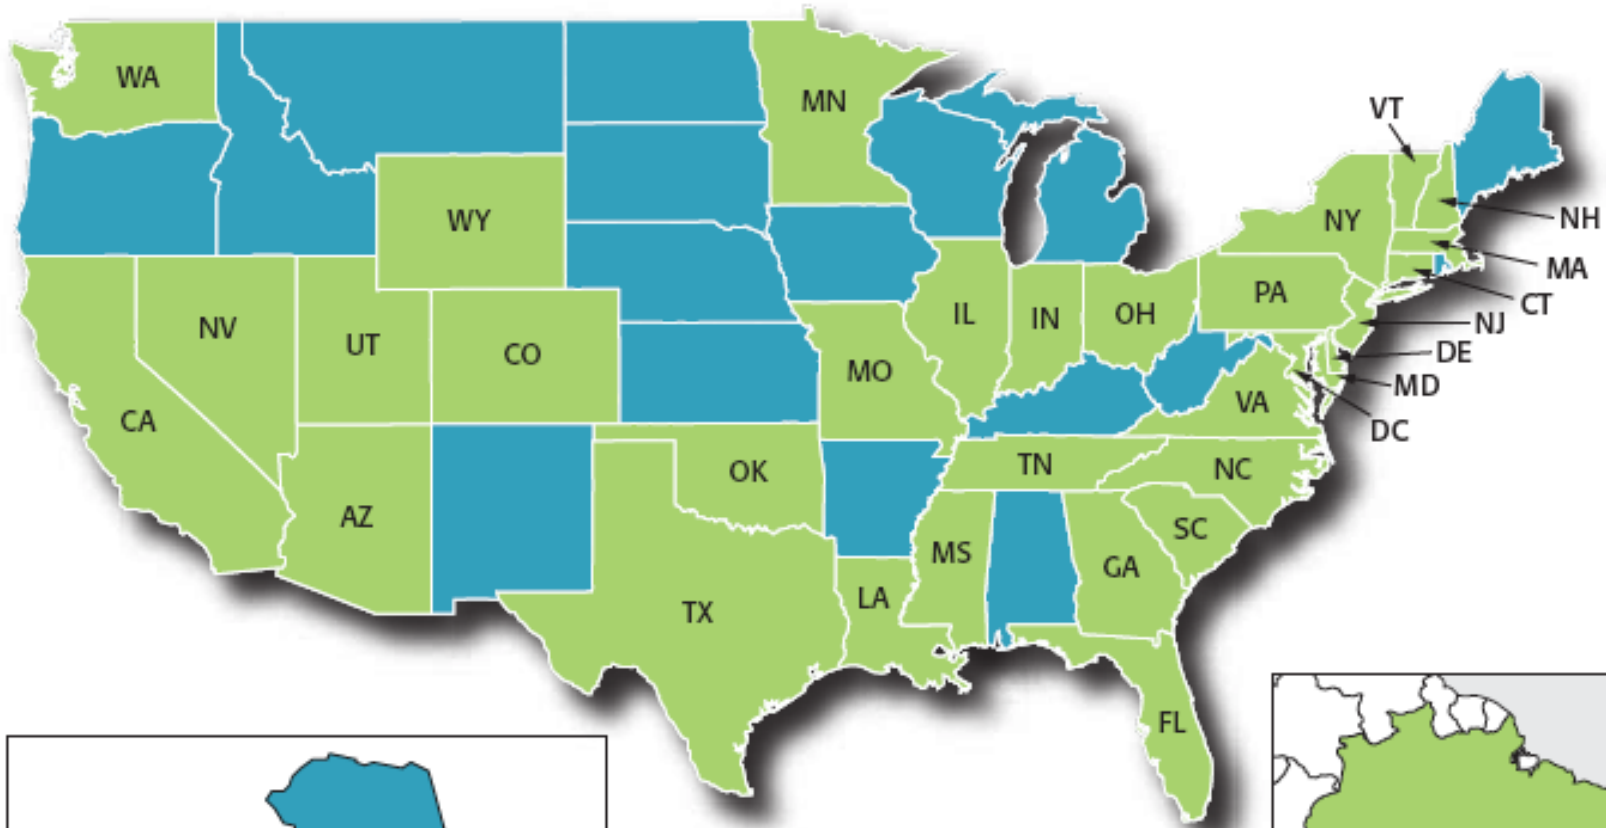 WA
MN
VT
WY
NY
NH
MA
PA
CT
NV
IL
IN
OH
NJ
UT
CO
DE
MO
MD
CA
VA
DC
TN
NC
OK
AZ
SC
MS
GA
LA
TX
FL